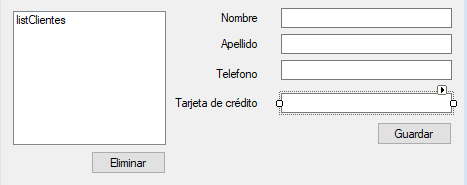 listClientes
Nombre
Apellido
Telefono
Tarjeta de crédito
Guardar
Eliminar